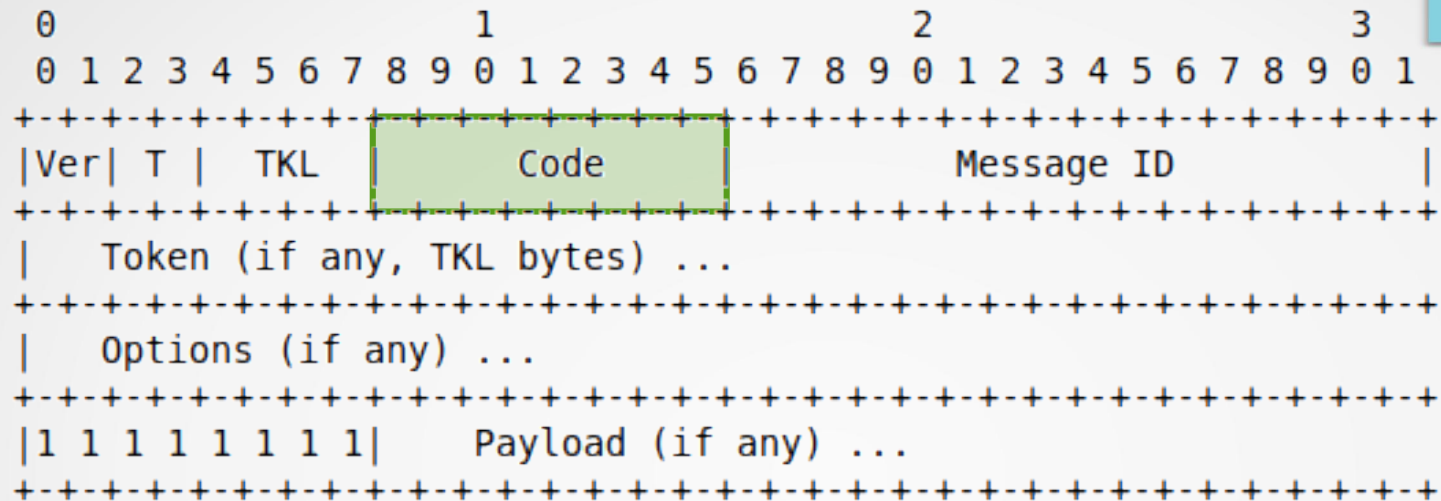 0                   1                   2                   3
0 1 2 3 4 5 6 7 8 9 0 1 2 3 4 5 6 7 8 9 0 1 2 3 4 5 6 7 8 9 0 1
+-+-+-+-+-+-+-+-+-+-+-+-+-+-+-+-+-+-+-+-+-+-+-+-+-+-+-+-+-+-+-+-+
|Ver| T |  TKL  |      Code     |          Message ID           |
+-+-+-+-+-+-+-+-+-+-+-+-+-+-+-+-+-+-+-+-+-+-+-+-+-+-+-+-+-+-+-+-+
|   Token (if any, TKL bytes) ...
+-+-+-+-+-+-+-+-+-+-+-+-+-+-+-+-+-+-+-+-+-+-+-+-+-+-+-+-+-+-+-+-+
|   Options (if any) ...
+-+-+-+-+-+-+-+-+-+-+-+-+-+-+-+-+-+-+-+-+-+-+-+-+-+-+-+-+-+-+-+-+
|1 1 1 1 1 1 1 1|    Payload (if any) ...
+-+-+-+-+-+-+-+-+-+-+-+-+-+-+-+-+-+-+-+-+-+-+-+-+-+-+-+-+-+-+-+-+